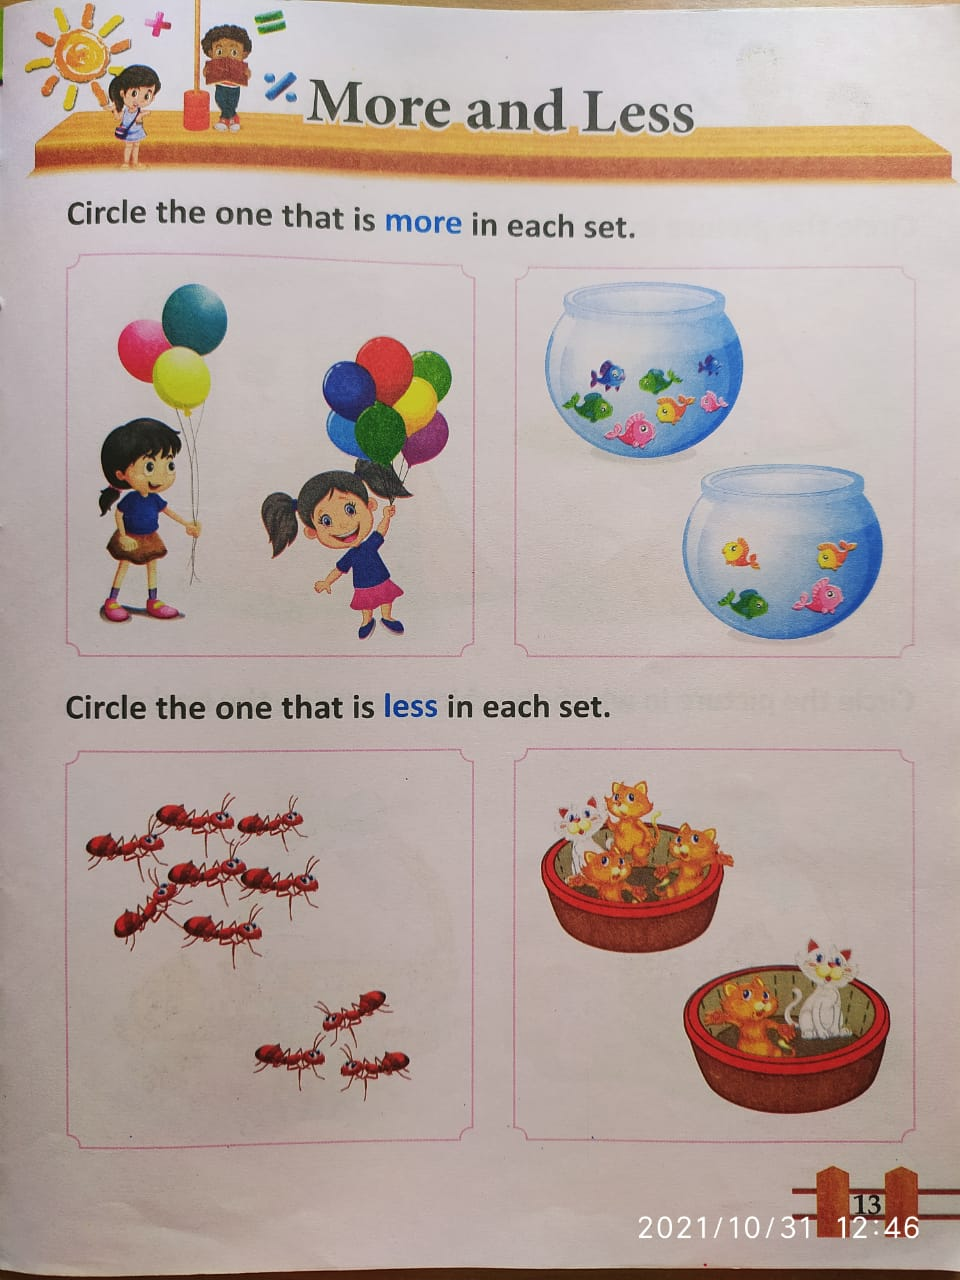 More and Less
Circle the one that is more in each set.
Circle the one that is less in each set.
13
2021/10/31 12:46